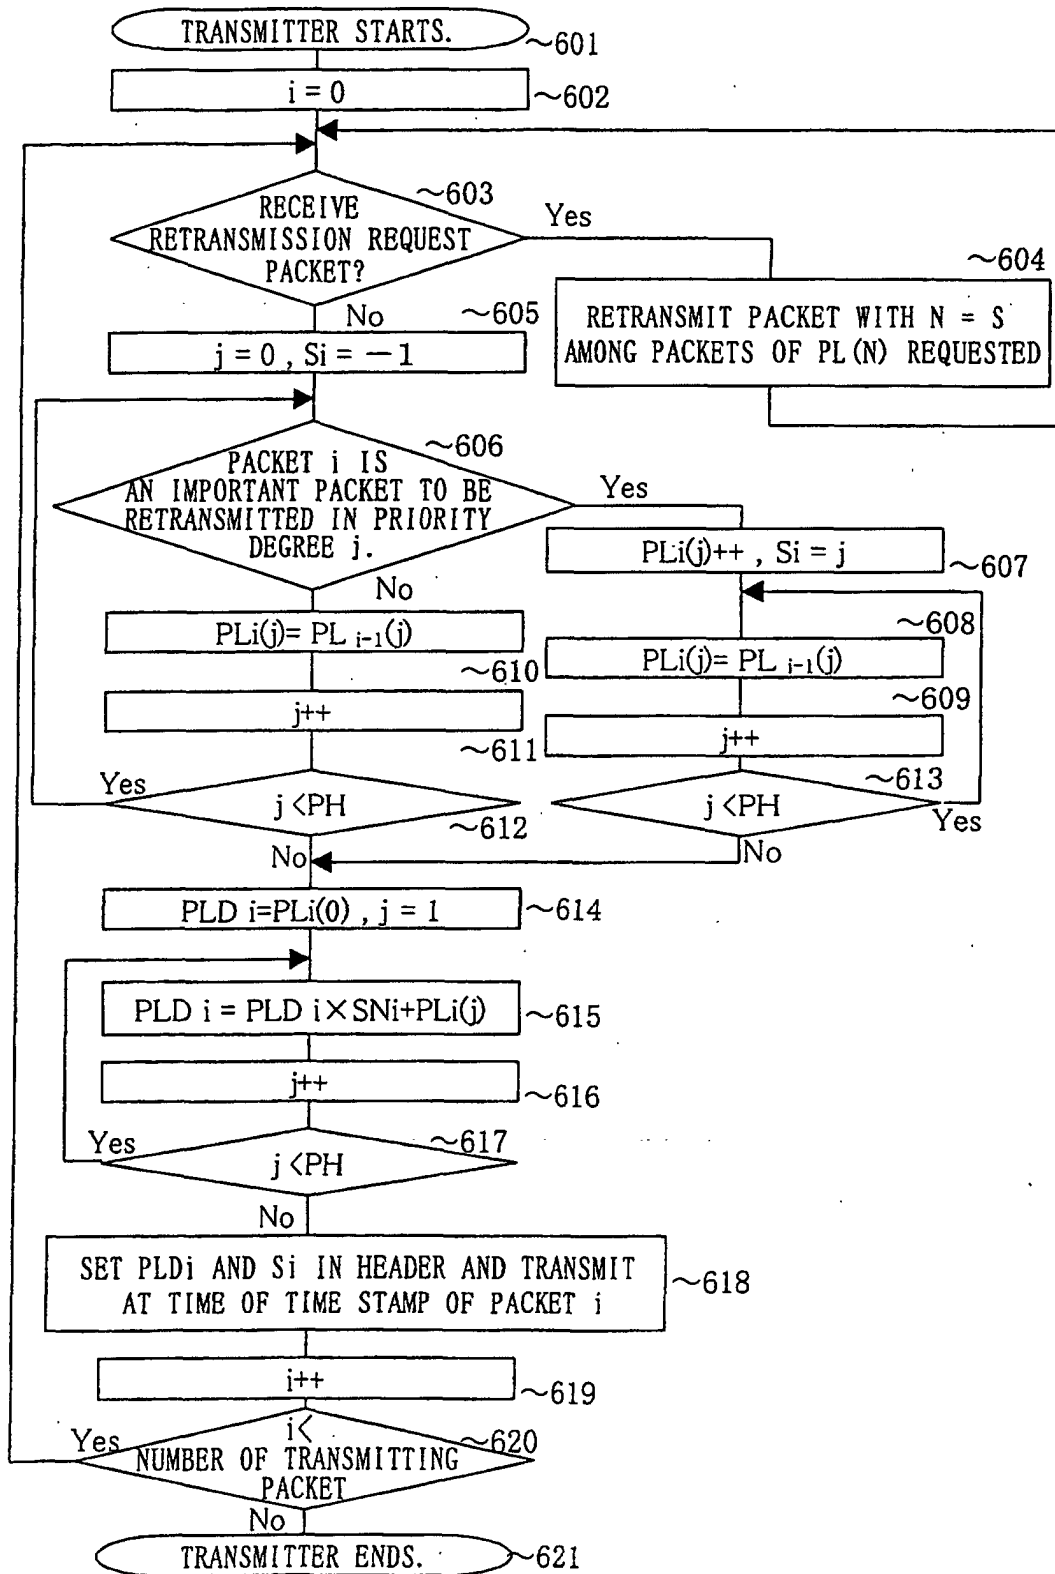 TRANSMITTER STARTS.
~601
i = 0
~602
~603
RECEIVE
RETRANSMISSION REQUEST
PACKET?
Yes
No
~604
RETRANSMIT PACKET WITH N = S
AMONG PACKETS OF PL(N) REQUESTED
~605
j = 0 , Si = −1
~606
PACKET i IS
AN IMPORTANT PACKET TO BE
RETRANSMITTED IN PRIORITY
DEGREE j.
Yes
No
PLi(j)++ , Si = j
~607
~608
PLi(j)= PL i-1(j)
~609
j++
~613
j <PH
Yes
No
PLi(j)= PL i-1(j)
~610
j++
~611
Yes
j <PH
~612
No
PLD i=PLi(0) , j = 1
~614
PLD i = PLD i×SNi+PLi(j)
~615
j++
~616
Yes
~617
j <PH
No
SET PLDi AND Si IN HEADER AND TRANSMIT
AT TIME OF TIME STAMP OF PACKET i
~618
i++
~619
Yes
i<
NUMBER OF TRANSMITTING
PACKET
~620
No
TRANSMITTER ENDS.
~621